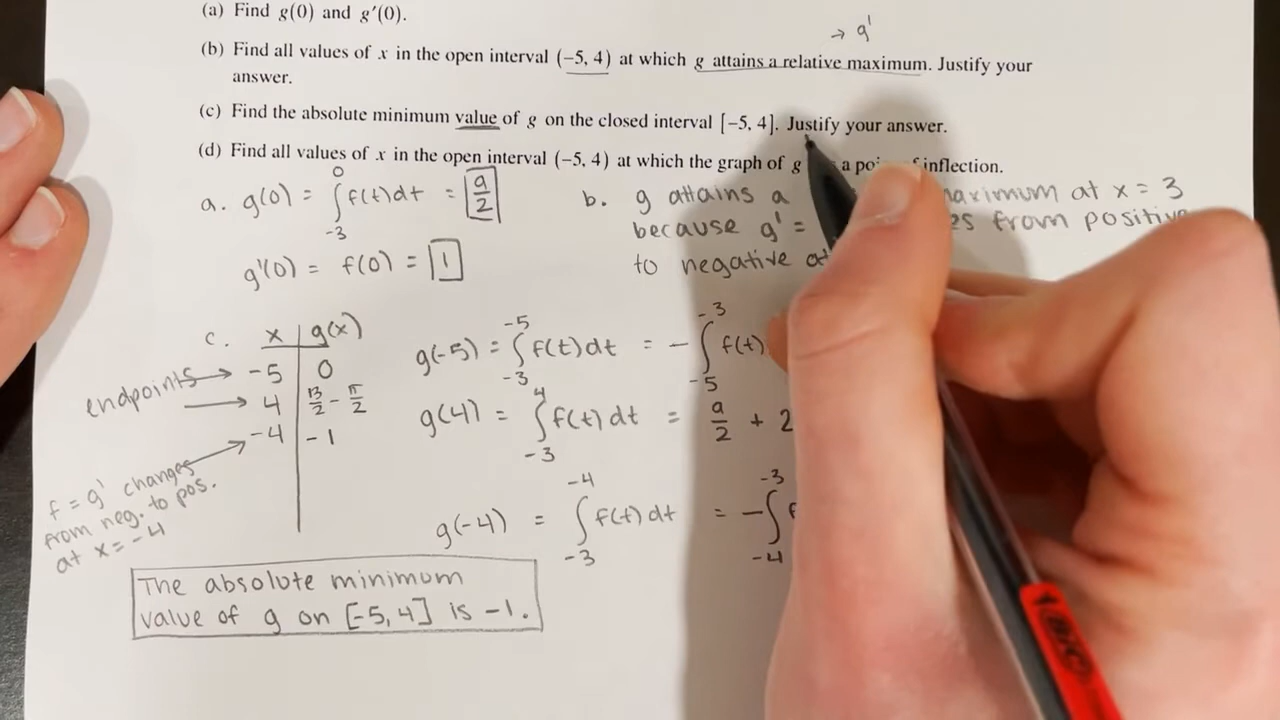 (a) Find g(0) and g′(0).
→ g'
(b) Find all values of x in the open interval (−5, 4) at which g attains a relative maximum. Justify your
answer.
(c) Find the absolute minimum value of g on the closed interval [−5, 4]. Justify your answer.
(d) Find all values of x in the open interval (−5, 4) at which the graph of g a of inflection.
a. g(0) = ∫_{-3}^{0} f(t)dt = 9/2
g'(0) = f(0) = 1
b. g attains a maximum at x = 3
because g' = from positive
to negative at
c. x | g(x)
endpoints → -5 | 0
→ 4 | 13/2 - π/2
→ -4 | -1
f = g' changes
from neg. to pos.
at x = -4
g(-5) = ∫_{-3}^{-5} f(t)dt = - ∫_{-5}^{-3} f(t)
g(4) = ∫_{-3}^{4} f(t)dt = 9/2 + 2
g(-4) = ∫_{-3}^{-4} f(t)dt = - ∫_{-4}^{-3} f
The absolute minimum
value of g on [-5,4] is -1.
BIC